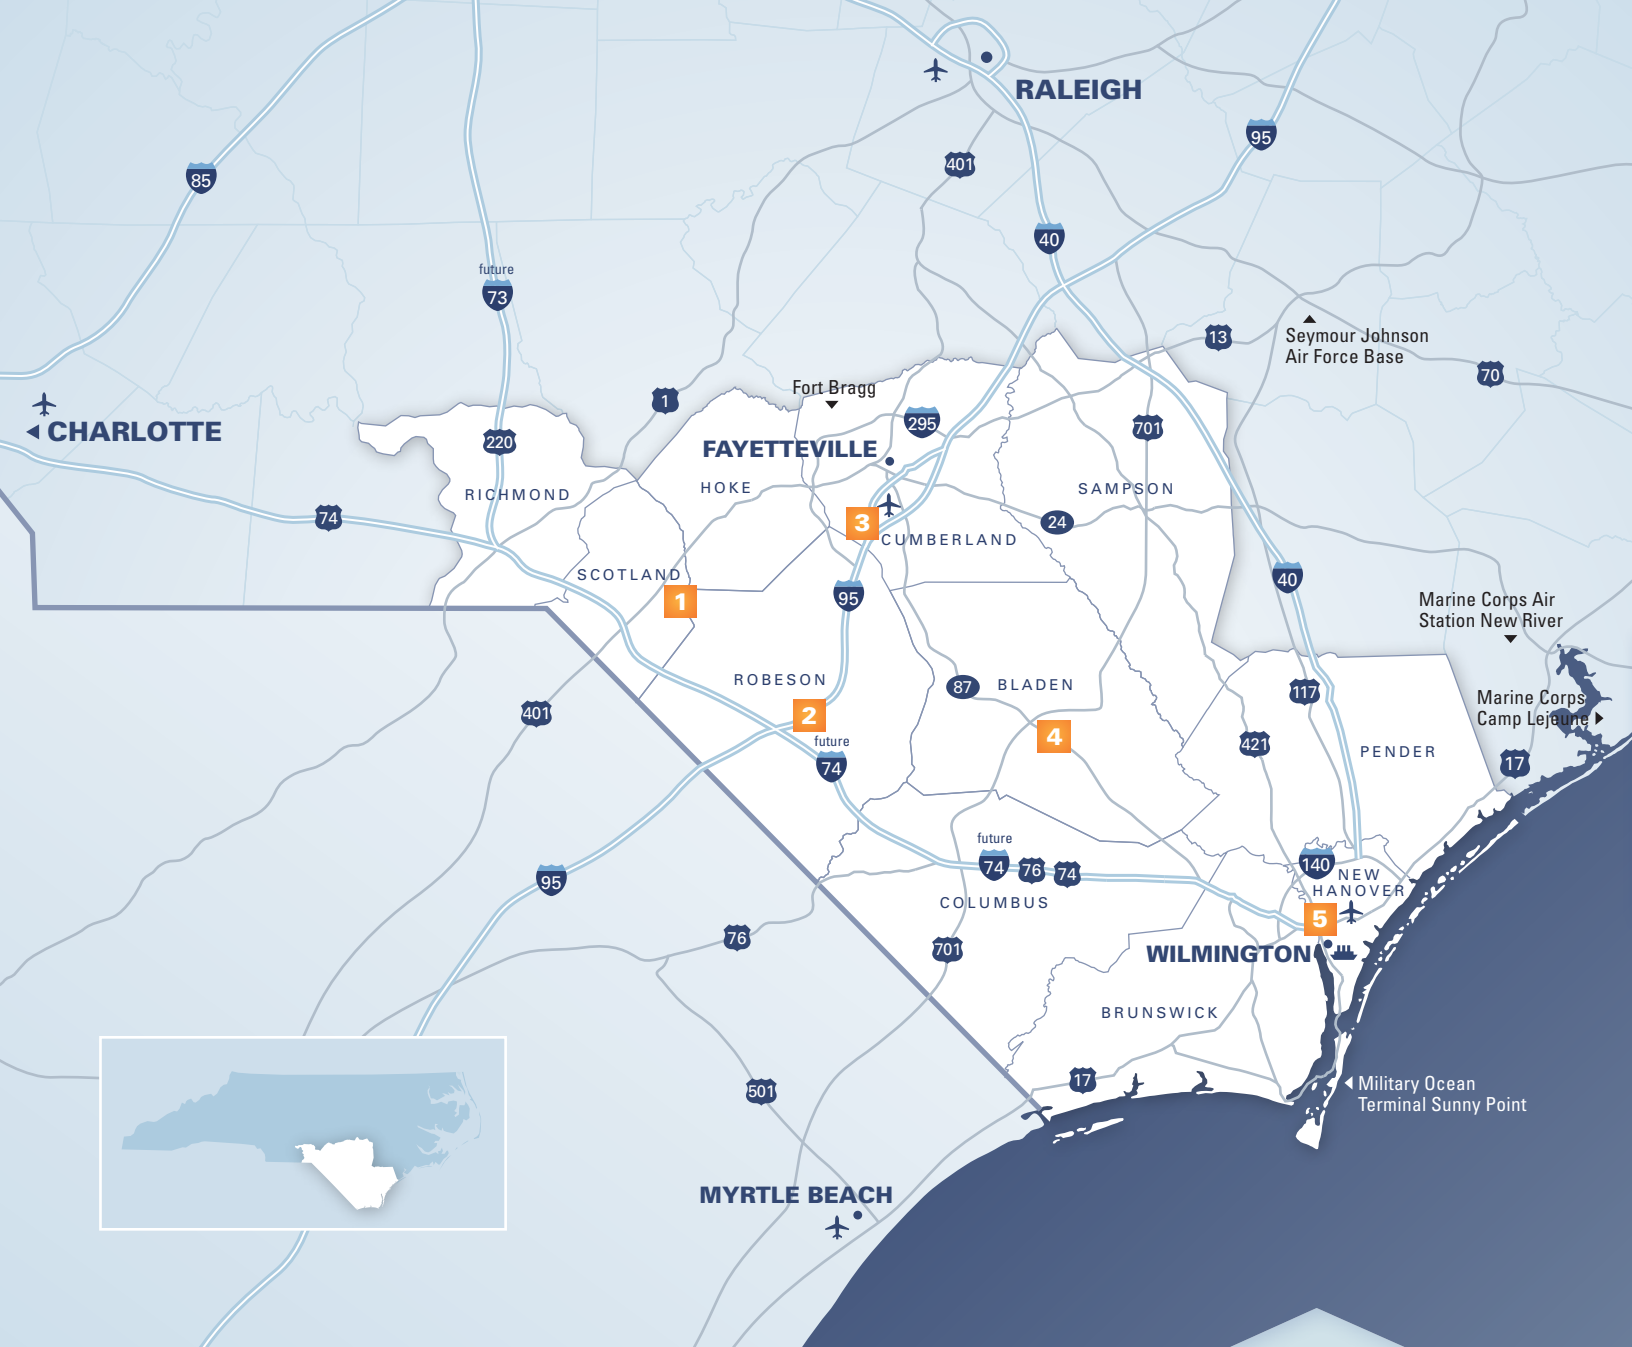 RALEIGH
95
401
85
40
future
73
13
Seymour Johnson
Air Force Base
70
Fort Bragg
1
295
CHARLOTTE
220
701
FAYETTEVILLE
RICHMOND
HOKE
SAMPSON
74
3
24
CUMBERLAND
SCOTLAND
40
1
95
Marine Corps Air
Station New River
ROBESON
87
BLADEN
117
Marine Corps
Camp Lejeune
401
2
4
421
PENDER
future
74
17
future
74
76
74
140
NEW
HANOVER
95
COLUMBUS
5
76
701
WILMINGTON
BRUNSWICK
17
501
Military Ocean
Terminal Sunny Point
MYRTLE BEACH